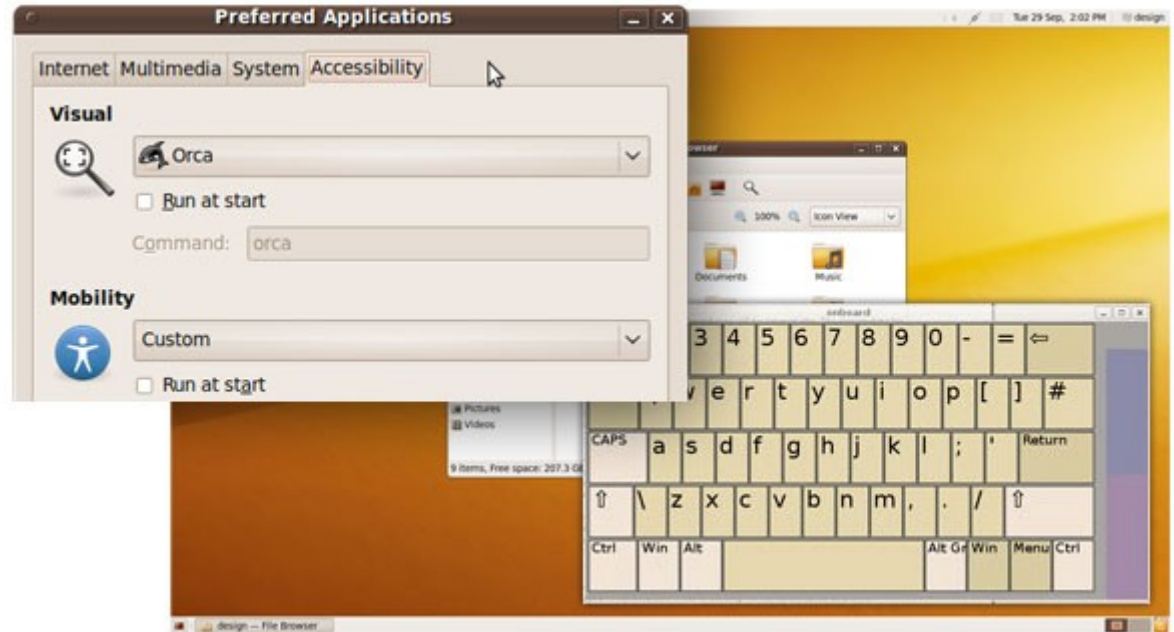 Preferred Applications
Internet Multimedia System Accessibility
Visual
Orca
Run at start
Command: orca
Mobility
Custom
Run at start
Tue 29 Sep, 2:02 PM design
owser
100% Icon View
Documents Music
Pictures
Videos
9 items, Free space: 207.3 G
onboard
3 4 5 6 7 8 9 0 - = ⇦
e r t y u i o p [ ] #
CAPS a s d f g h j k l ; ' Return
⇧ \ z x c v b n m , . / ⇧
Ctrl Win Alt Alt Gr Win Menu Ctrl
design — File Browser